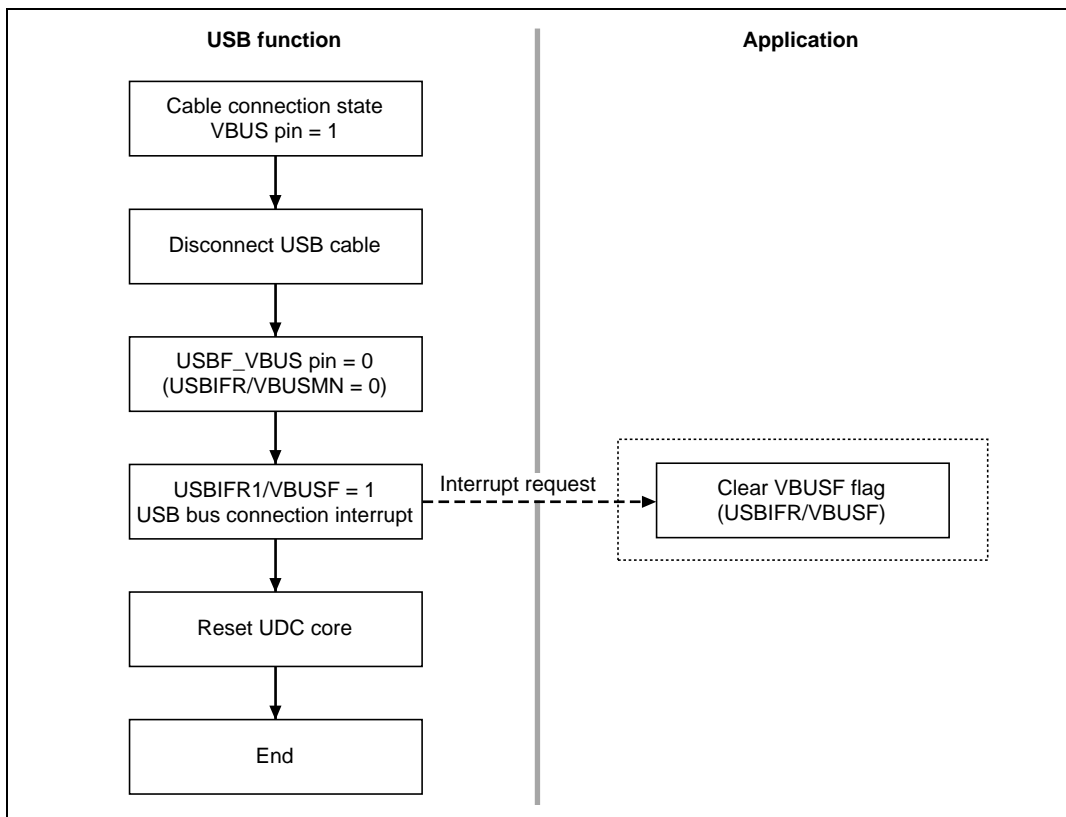 USB function
Application
Cable connection state
VBUS pin = 1
Disconnect USB cable
USBF_VBUS pin = 0
(USBIFR/VBUSMN = 0)
USBIFR1/VBUSF = 1
USB bus connection interrupt
Interrupt request
Clear VBUSF flag
(USBIFR/VBUSF)
Reset UDC core
End